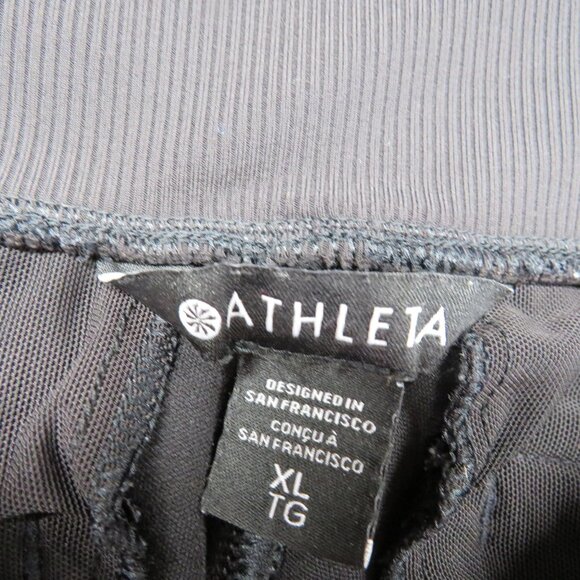 ATHLETA
DESIGNED IN
SAN FRANCISCO
CONÇU À
SAN FRANCISCO
XL
TG